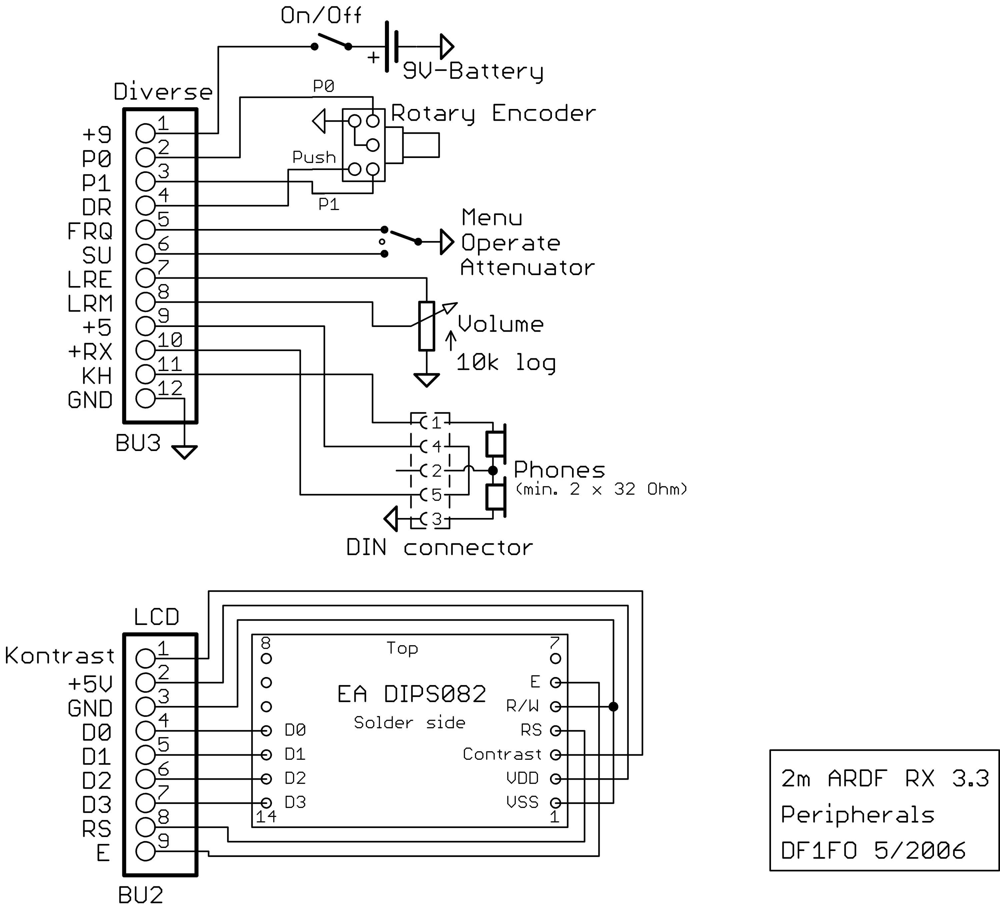 On/Off
+
9V-Battery
Diverse
P0
Rotary Encoder
Push
P1
+9 1
P0 2
P1 3
DR 4
FRQ 5
SU 6
LRE 7
LRM 8
+5 9
+RX 10
KH 11
GND 12
BU3
Menu
Operate
Attenuator
Volume
10k log
1
4
2
5
3
Phones
(min. 2 x 32 Ohm)
DIN connector
LCD
Kontrast 1
+5V 2
GND 3
D0 4
D1 5
D2 6
D3 7
RS 8
E 9
BU2
8 Top 7
E
EA DIPS082
R/W
Solder side
D0 RS
D1 Contrast
D2 VDD
D3 VSS
14 1
2m ARDF RX 3.3
Peripherals
DF1FO 5/2006